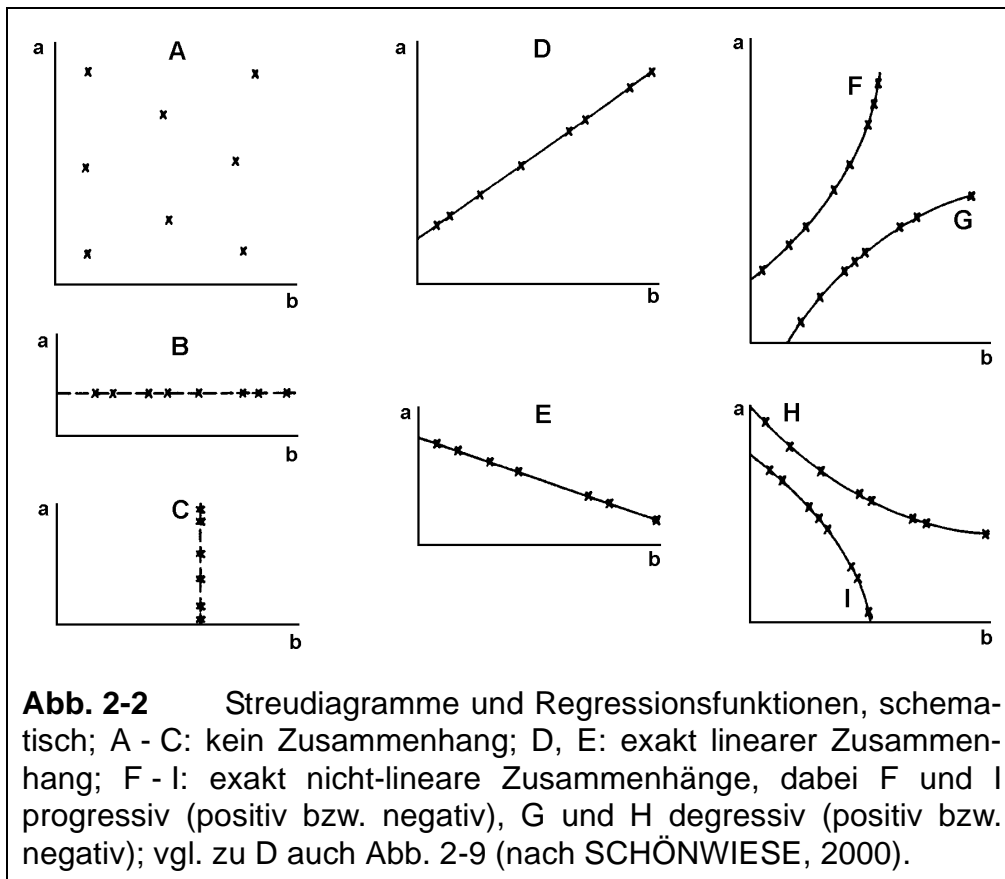 a
A
b
a
D
b
a
F
G
b
a
B
b
a
C
b
a
E
b
a
H
I
b
Abb. 2-2 Streudiagramme und Regressionsfunktionen, schema-
tisch; A - C: kein Zusammenhang; D, E: exakt linearer Zusammen-
hang; F - I: exakt nicht-lineare Zusammenhänge, dabei F und I
progressiv (positiv bzw. negativ), G und H degressiv (positiv bzw.
negativ); vgl. zu D auch Abb. 2-9 (nach SCHÖNWIESE, 2000).